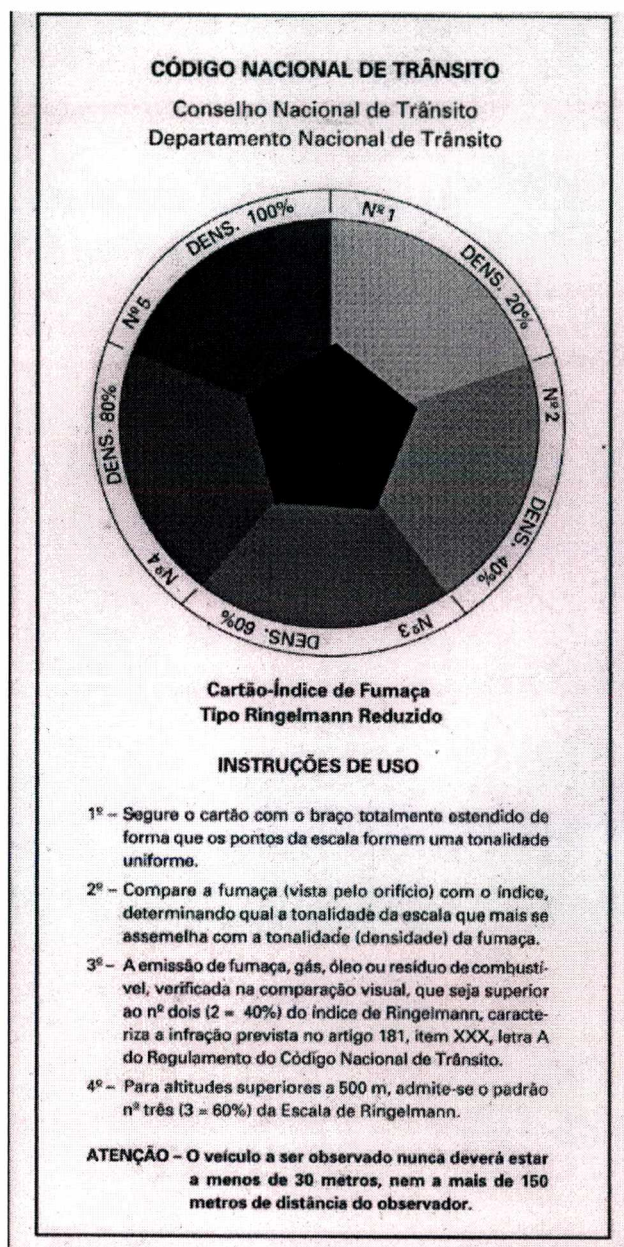 CÓDIGO NACIONAL DE TRÂNSITO
Conselho Nacional de Trânsito
Departamento Nacional de Trânsito
Nº 1
DENS. 20%
Nº 2
DENS. 40%
Nº 3
DENS. 60%
Nº 4
DENS. 80%
Nº 5
DENS. 100%
Cartão-Índice de Fumaça
Tipo Ringelmann Reduzido
INSTRUÇÕES DE USO
1º – Segure o cartão com o braço totalmente estendido de
forma que os pontos da escala formem uma tonalidade
uniforme.
2º – Compare a fumaça (vista pelo orifício) com o índice,
determinando qual a tonalidade da escala que mais se
assemelha com a tonalidade (densidade) da fumaça.
3º – A emissão de fumaça, gás, óleo ou resíduo de combustí-
vel, verificada na comparação visual, que seja superior
ao nº dois (2 = 40%) do índice de Ringelmann, caracte-
riza a infração prevista no artigo 181, item XXX, letra A
do Regulamento do Código Nacional de Trânsito.
4º – Para altitudes superiores a 500 m, admite-se o padrão
nº três (3 = 60%) da Escala de Ringelmann.
ATENÇÃO – O veículo a ser observado nunca deverá estar
a menos de 30 metros, nem a mais de 150
metros de distância do observador.